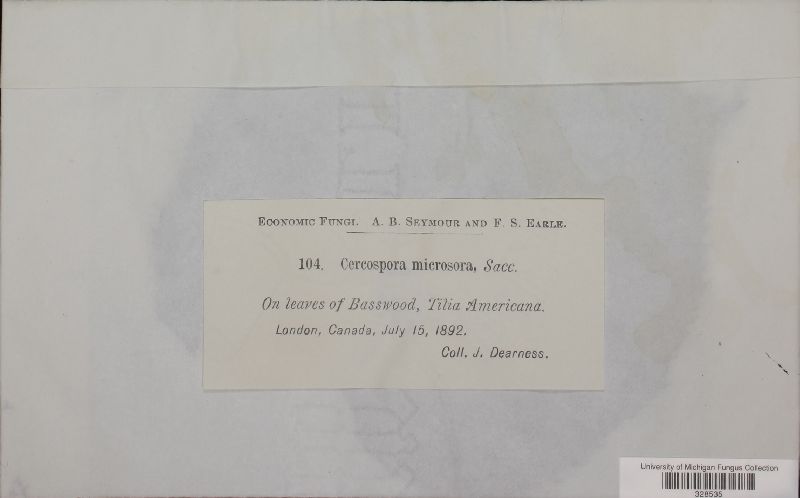 ECONOMIC FUNGI. A. B. SEYMOUR AND F. S. EARLE.
104. Cercospora microsora, Sacc.
On leaves of Basswood, Tilia Americana.
London, Canada, July 15, 1892.
Coll. J. Dearness.
University of Michigan Fungus Collection
328535